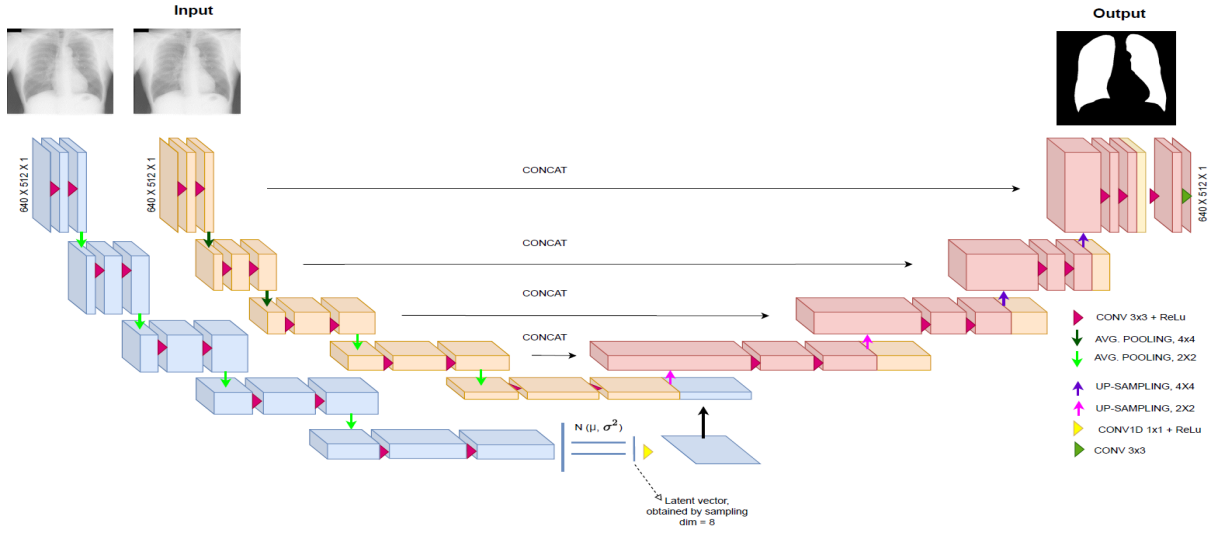 Input
Output
640 X 512 X 1
640 X 512 X 1
CONCAT
640 X 512 X 1
CONCAT
CONCAT
CONCAT
CONV 3x3 + ReLu
AVG. POOLING, 4x4
AVG. POOLING, 2X2
UP-SAMPLING, 4X4
UP-SAMPLING, 2X2
CONV1D 1x1 + ReLu
CONV 3x3
N (μ, σ²)
Latent vector,
obtained by sampling
dim = 8